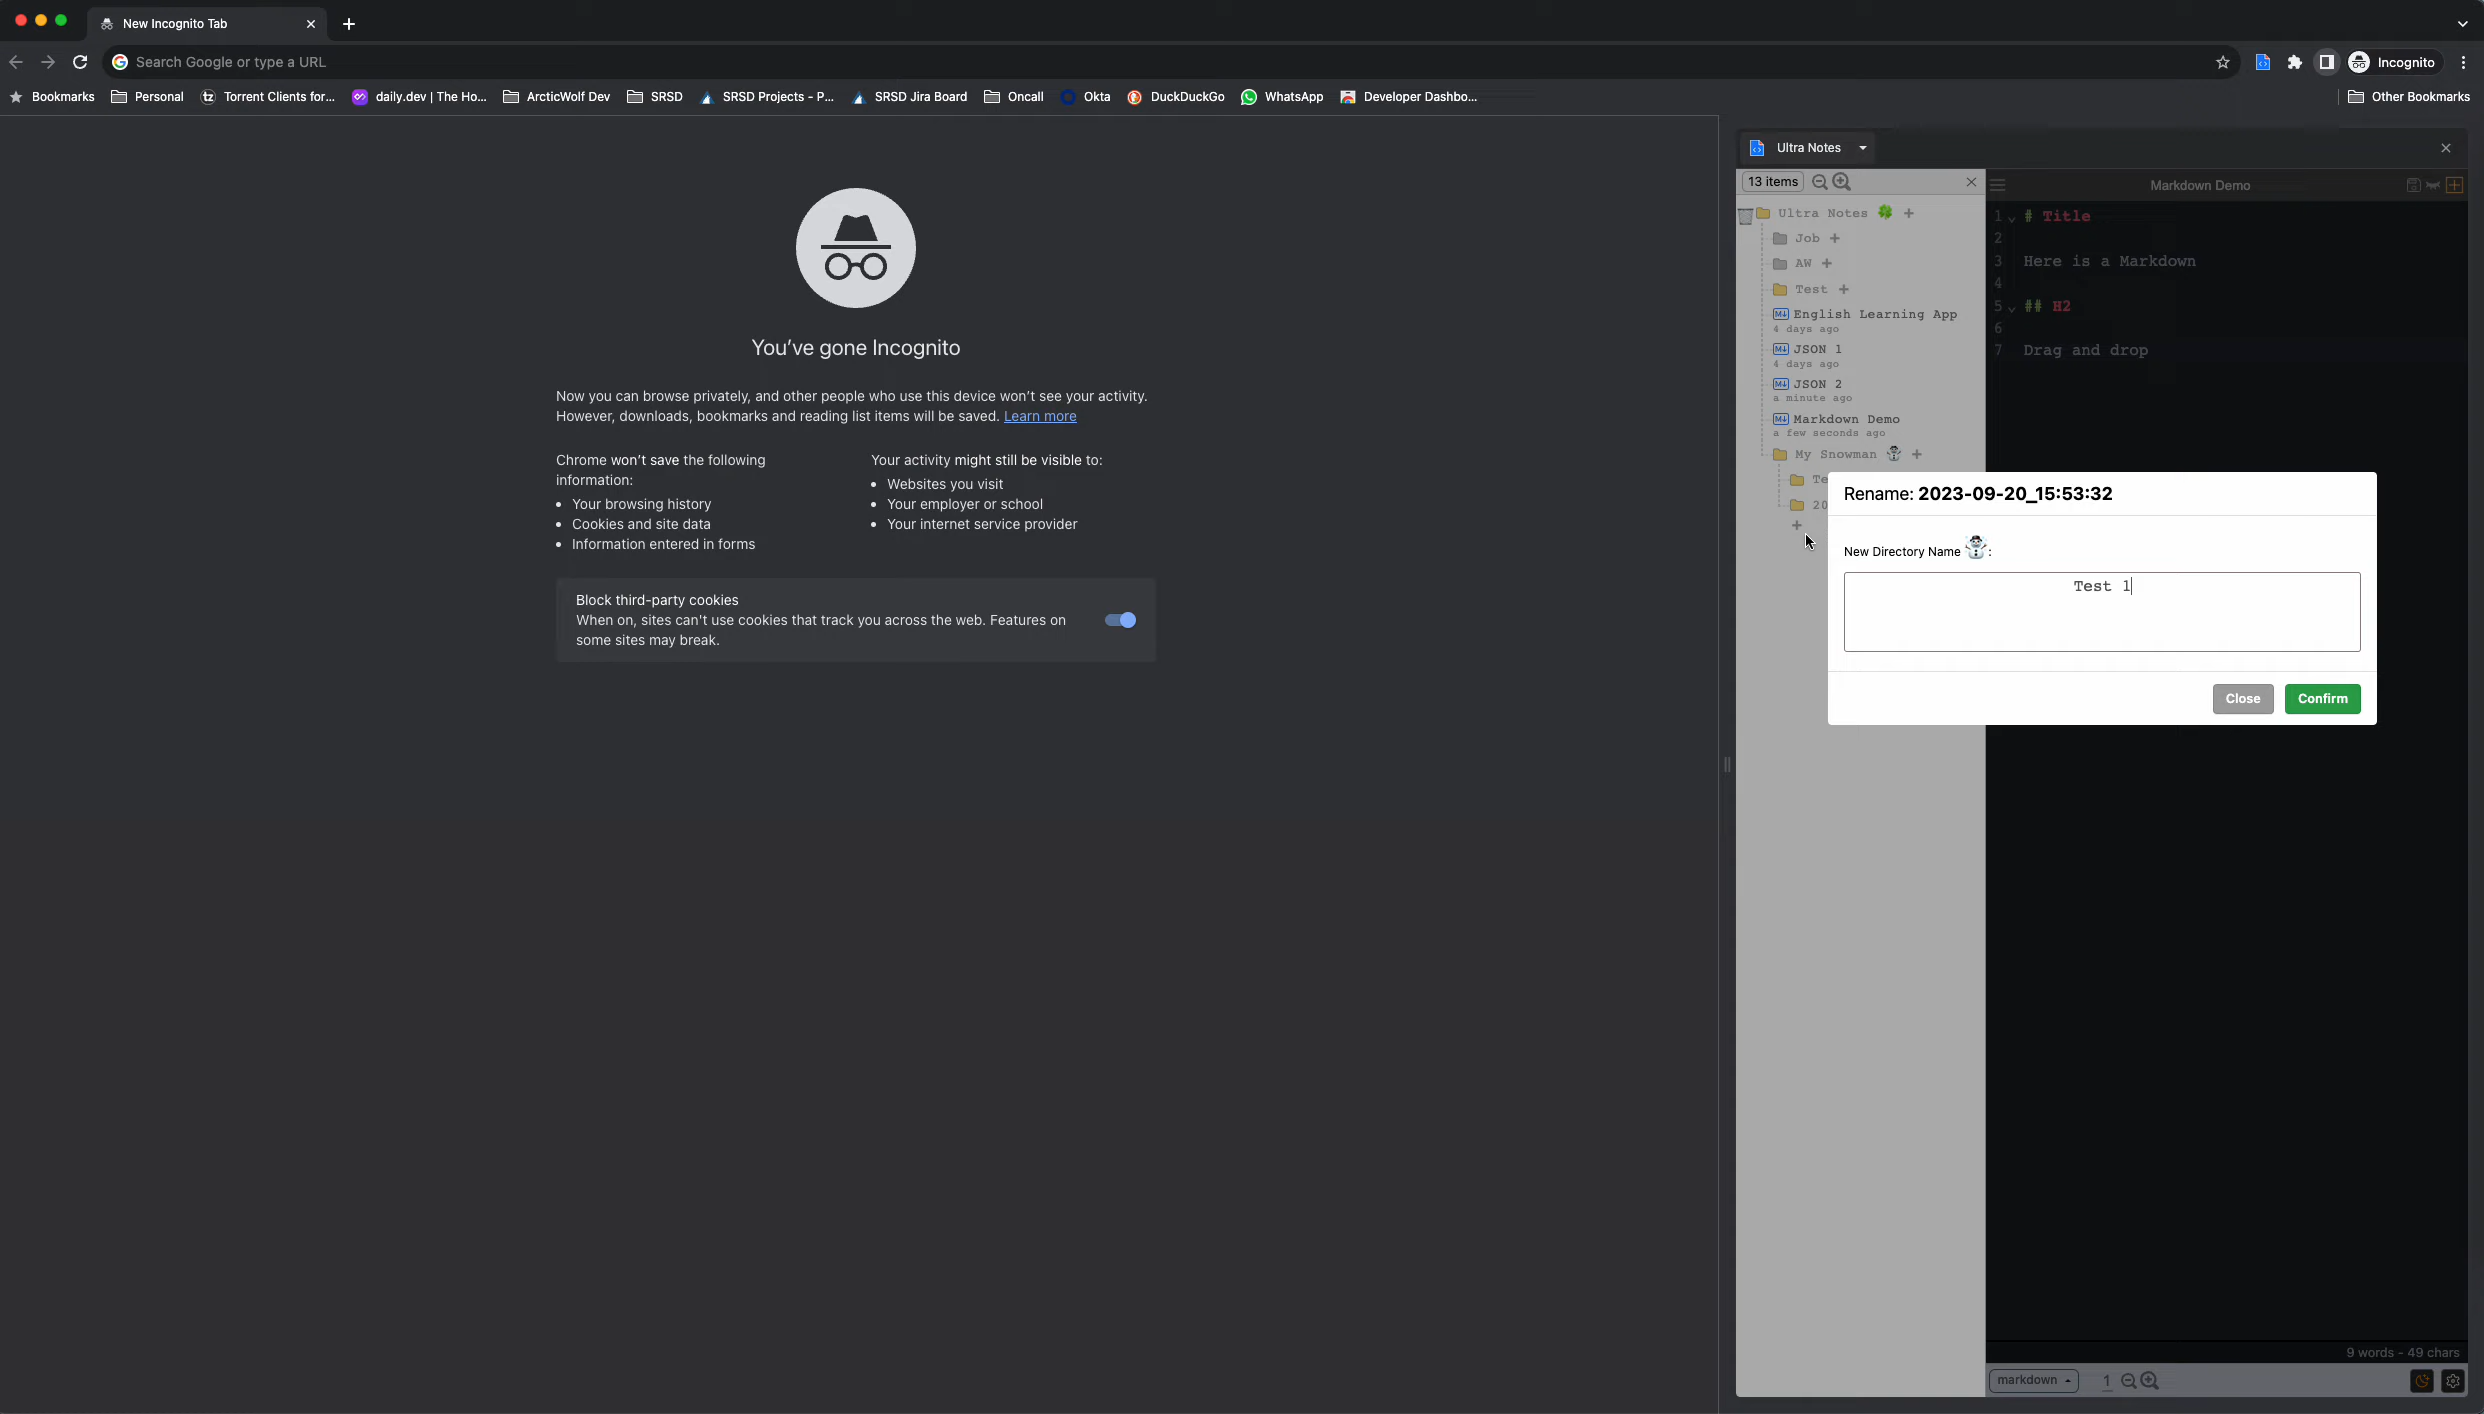 New Incognito Tab
Search Google or type a URL
Incognito
Bookmarks
Personal
Torrent Clients for...
daily.dev | The Ho...
ArcticWolf Dev
SRSD
SRSD Projects - P...
SRSD Jira Board
Oncall
Okta
DuckDuckGo
WhatsApp
Developer Dashbo...
Other Bookmarks
You've gone Incognito
Now you can browse privately, and other people who use this device won't see your activity.
However, downloads, bookmarks and reading list items will be saved. Learn more
Chrome won't save the following
information:
Your browsing history
Cookies and site data
Information entered in forms
Your activity might still be visible to:
Websites you visit
Your employer or school
Your internet service provider
Block third-party cookies
When on, sites can't use cookies that track you across the web. Features on
some sites may break.
Ultra Notes
13 items
Ultra Notes 🍀 +
Job +
AW +
Test +
English Learning App
4 days ago
JSON 1
4 days ago
JSON 2
a minute ago
Markdown Demo
a few seconds ago
My Snowman ☃️ +
Te
20
+
Markdown Demo
1 # Title
2
3 Here is a Markdown
4
5 ## H2
6
7 Drag and drop
Rename: 2023-09-20_15:53:32
New Directory Name ☃️:
Test 1
Close
Confirm
9 words - 49 chars
markdown
1